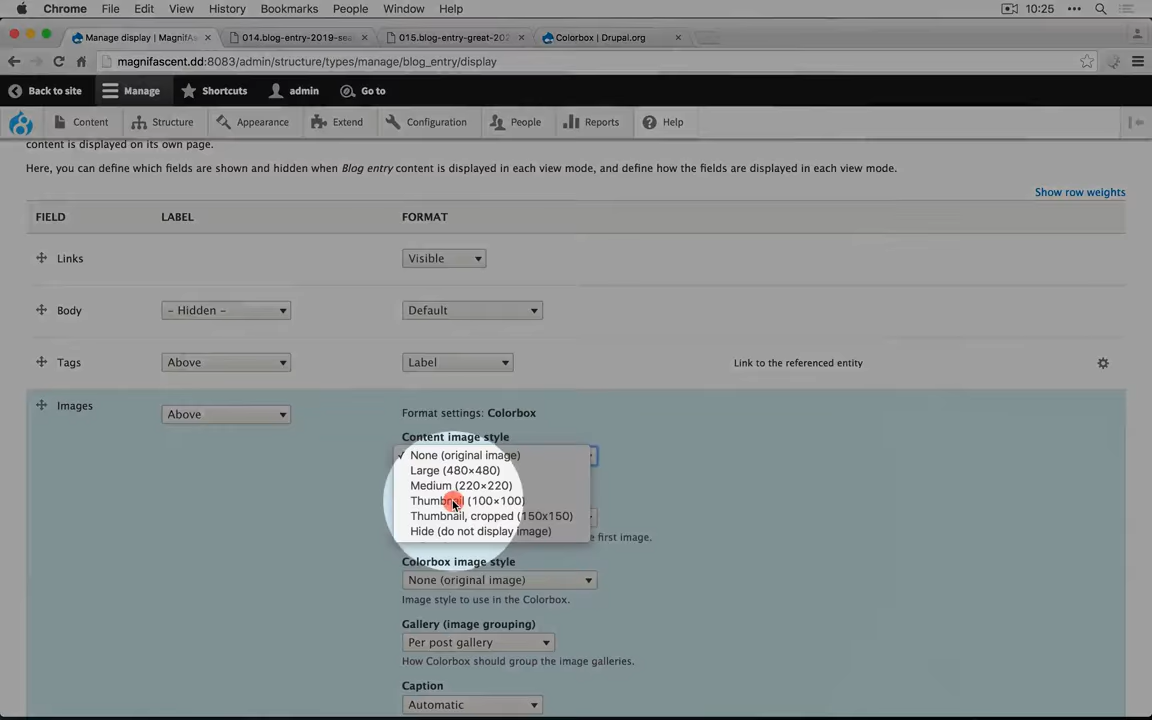 Chrome File Edit View History Bookmarks People Window Help 10:25
Manage display | MagnifAs 014.blog-entry-2019-sea 015.blog-entry-great-202 Colorbox | Drupal.org
magnifascent.dd:8083/admin/structure/types/manage/blog_entry/display
Back to site Manage Shortcuts admin Go to
Content Structure Appearance Extend Configuration People Reports Help
content is displayed on its own page.
Here, you can define which fields are shown and hidden when Blog entry content is displayed in each view mode, and define how the fields are displayed in each view mode.
Show row weights
FIELD LABEL FORMAT
Links Visible
Body - Hidden - Default
Tags Above Label Link to the referenced entity
Images Above Format settings: Colorbox
Content image style
None (original image)
Large (480×480)
Medium (220×220)
Thumbnail (100×100)
Thumbnail, cropped (150x150)
Hide (do not display image)
e first image.
Colorbox image style
None (original image)
Image style to use in the Colorbox.
Gallery (image grouping)
Per post gallery
How Colorbox should group the image galleries.
Caption
Automatic